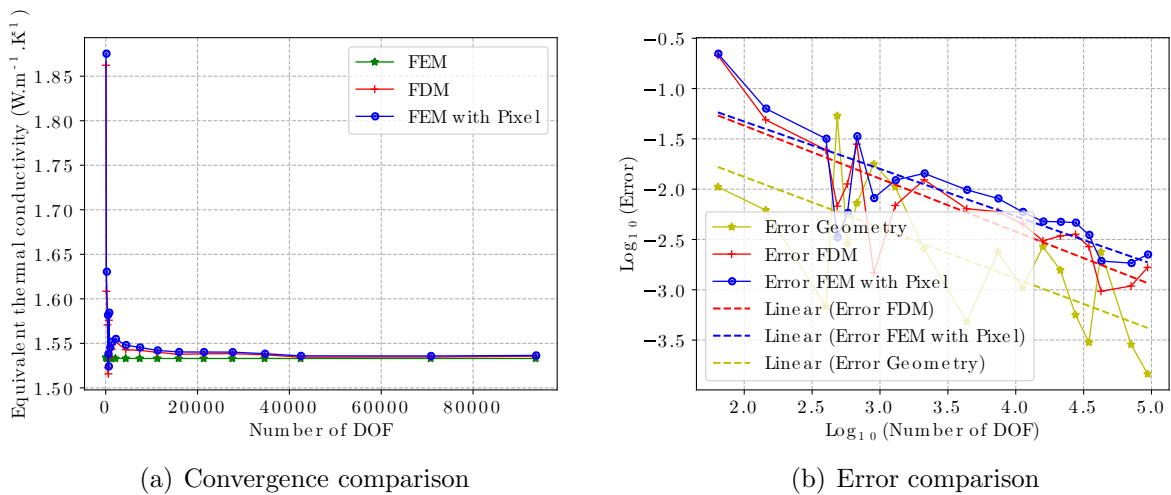 Equivalent thermal conductivity (W.m⁻¹.K¹)
1.85
1.80
1.75
1.70
1.65
1.60
1.55
1.50
FEM
FDM
FEM with Pixel
0 20000 40000 60000 80000
Number of DOF
(a) Convergence comparison
Log₁₀(Error)
−0.5
−1.0
−1.5
−2.0
−2.5
−3.0
−3.5
Error Geometry
Error FDM
Error FEM with Pixel
Linear (Error FDM)
Linear (Error FEM with Pixel)
Linear (Error Geometry)
2.0 2.5 3.0 3.5 4.0 4.5 5.0
Log₁₀(Number of DOF)
(b) Error comparison